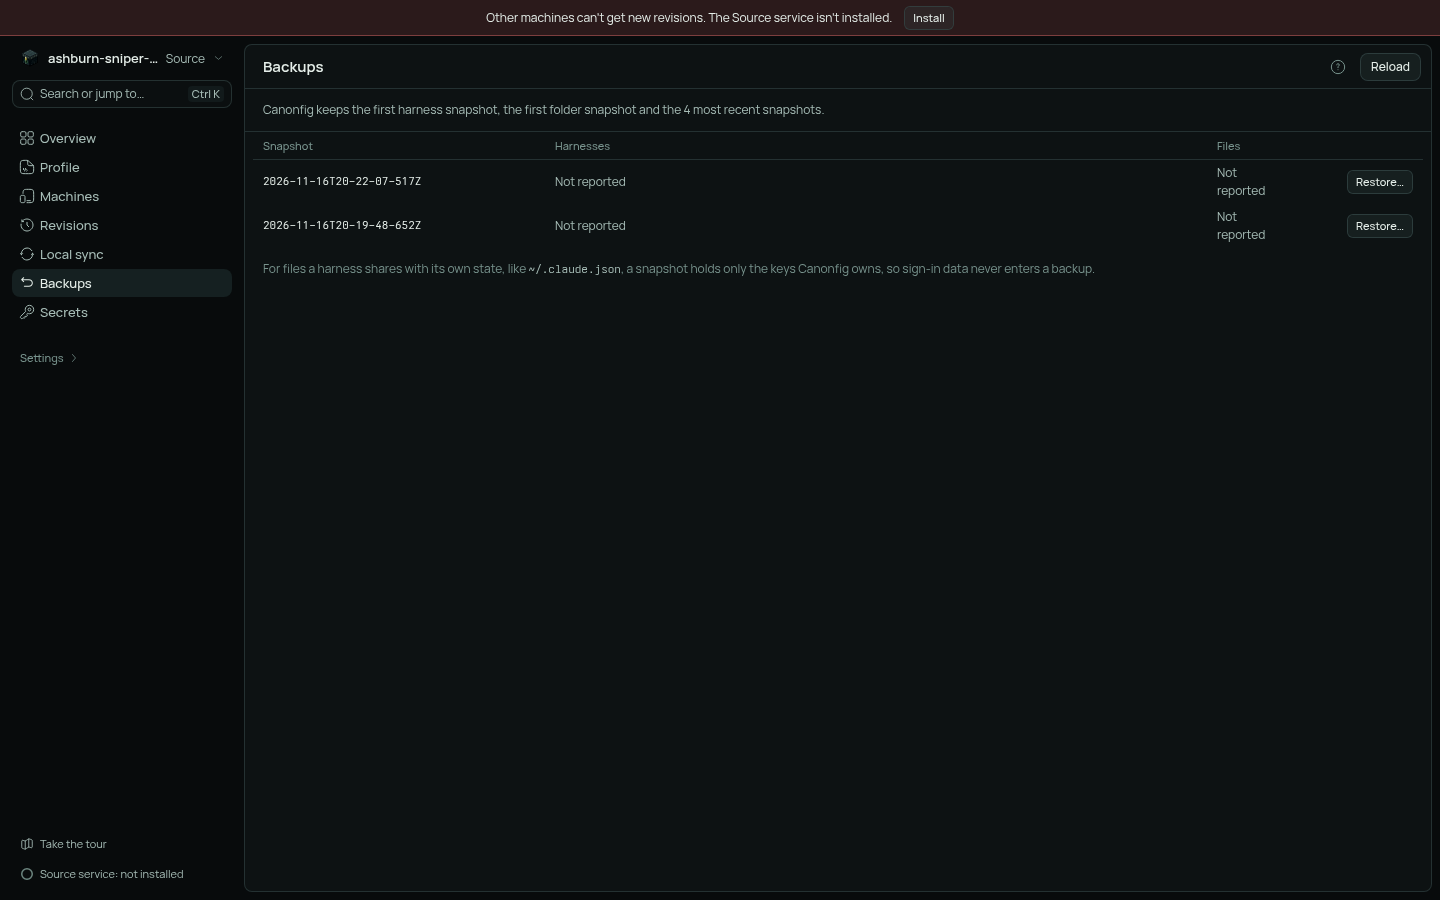 Other machines can't get new revisions. The Source service isn't installed. Install
ashburn-sniper-... Source
Search or jump to... Ctrl K
Overview
Profile
Machines
Revisions
Local sync
Backups
Secrets
Settings
Take the tour
Source service: not installed
Backups
? Reload
Canonfig keeps the first harness snapshot, the first folder snapshot and the 4 most recent snapshots.
Snapshot Harnesses Files
2026-11-16T20-22-07-517Z Not reported Not
reported Restore...
2026-11-16T20-19-48-652Z Not reported Not
reported Restore...
For files a harness shares with its own state, like ~/.claude.json, a snapshot holds only the keys Canonfig owns, so sign-in data never enters a backup.